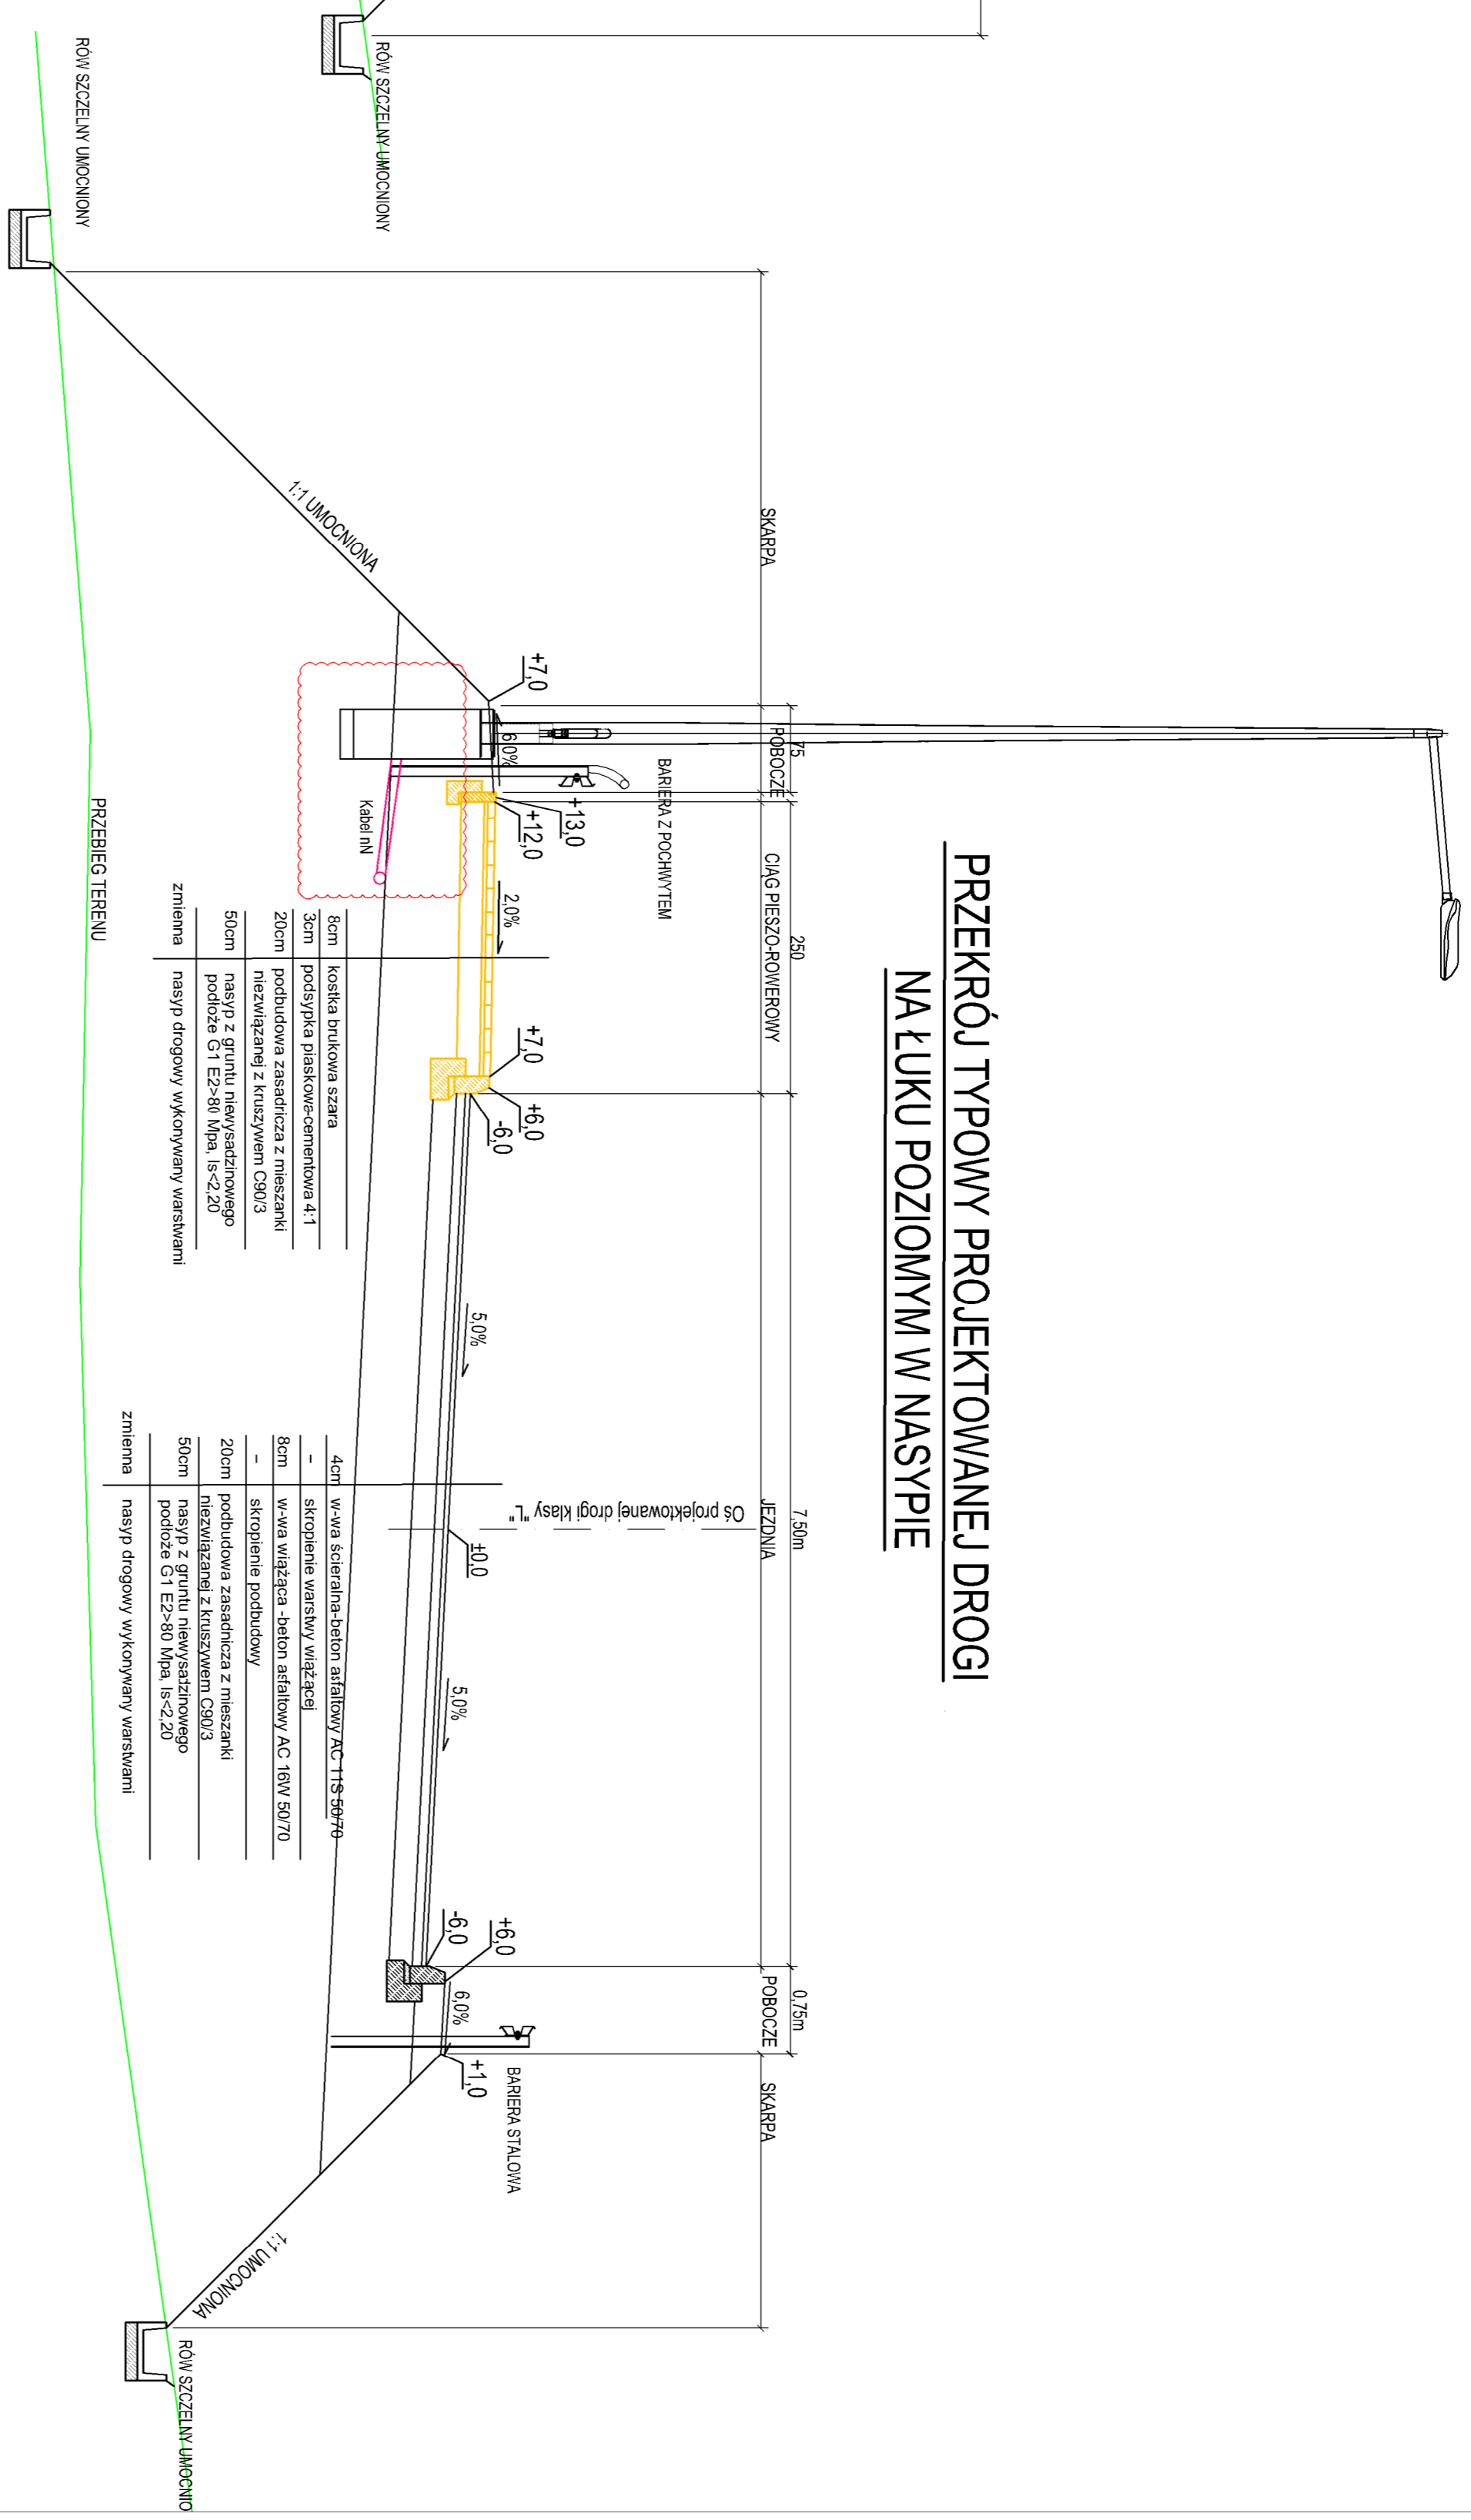 PRZEKRÓJ TYPOWY PROJEKTOWANEJ DROGI
NA ŁUKU POZIOMYM W NASYPIE
RÓW SZCZELNY UMOCNIONY
RÓW SZCZELNY UMOCNIONY
75
250
7,50m
0,75m
SKARPA
POBOCZE
CIĄG PIESZO-ROWEROWY
JEZDNIA
POBOCZE
SKARPA
BARIERA Z POCHWYTEM
Oś projektowanej drogi klasy "L"
BARIERA STALOWA
1:1 UMOCNIONA
+7,0
6,0%
+13,0
+12,0
2,0%
+7,0
+6,0
-6,0
5,0%
±0,0
5,0%
-6,0
+6,0
6,0%
+1,0
1:1 UMOCNIONA
Kabel nN
PRZEBIEG TERENU
8cm kostka brukowa szara
3cm podsypka piaskowa-cementowa 4:1
20cm podbudowa zasadnicza z mieszanki
niezwiązanej z kruszywem C90/3
50cm nasyp z gruntu niewysadzinowego
podłoże G1 E2>80 Mpa, Is<2,20
zmienna nasyp drogowy wykonywany warstwami
4cm w-wa ścieralna-beton asfaltowy AC 11S 50/70
- skropienie warstwy wiążącej
8cm w-wa wiążąca -beton asfaltowy AC 16W 50/70
- skropienie podbudowy
20cm podbudowa zasadnicza z mieszanki
niezwiązanej z kruszywem C90/3
50cm nasyp z gruntu niewysadzinowego
podłoże G1 E2>80 Mpa, Is<2,20
zmienna nasyp drogowy wykonywany warstwami
RÓW SZCZELNY UMOCNIO